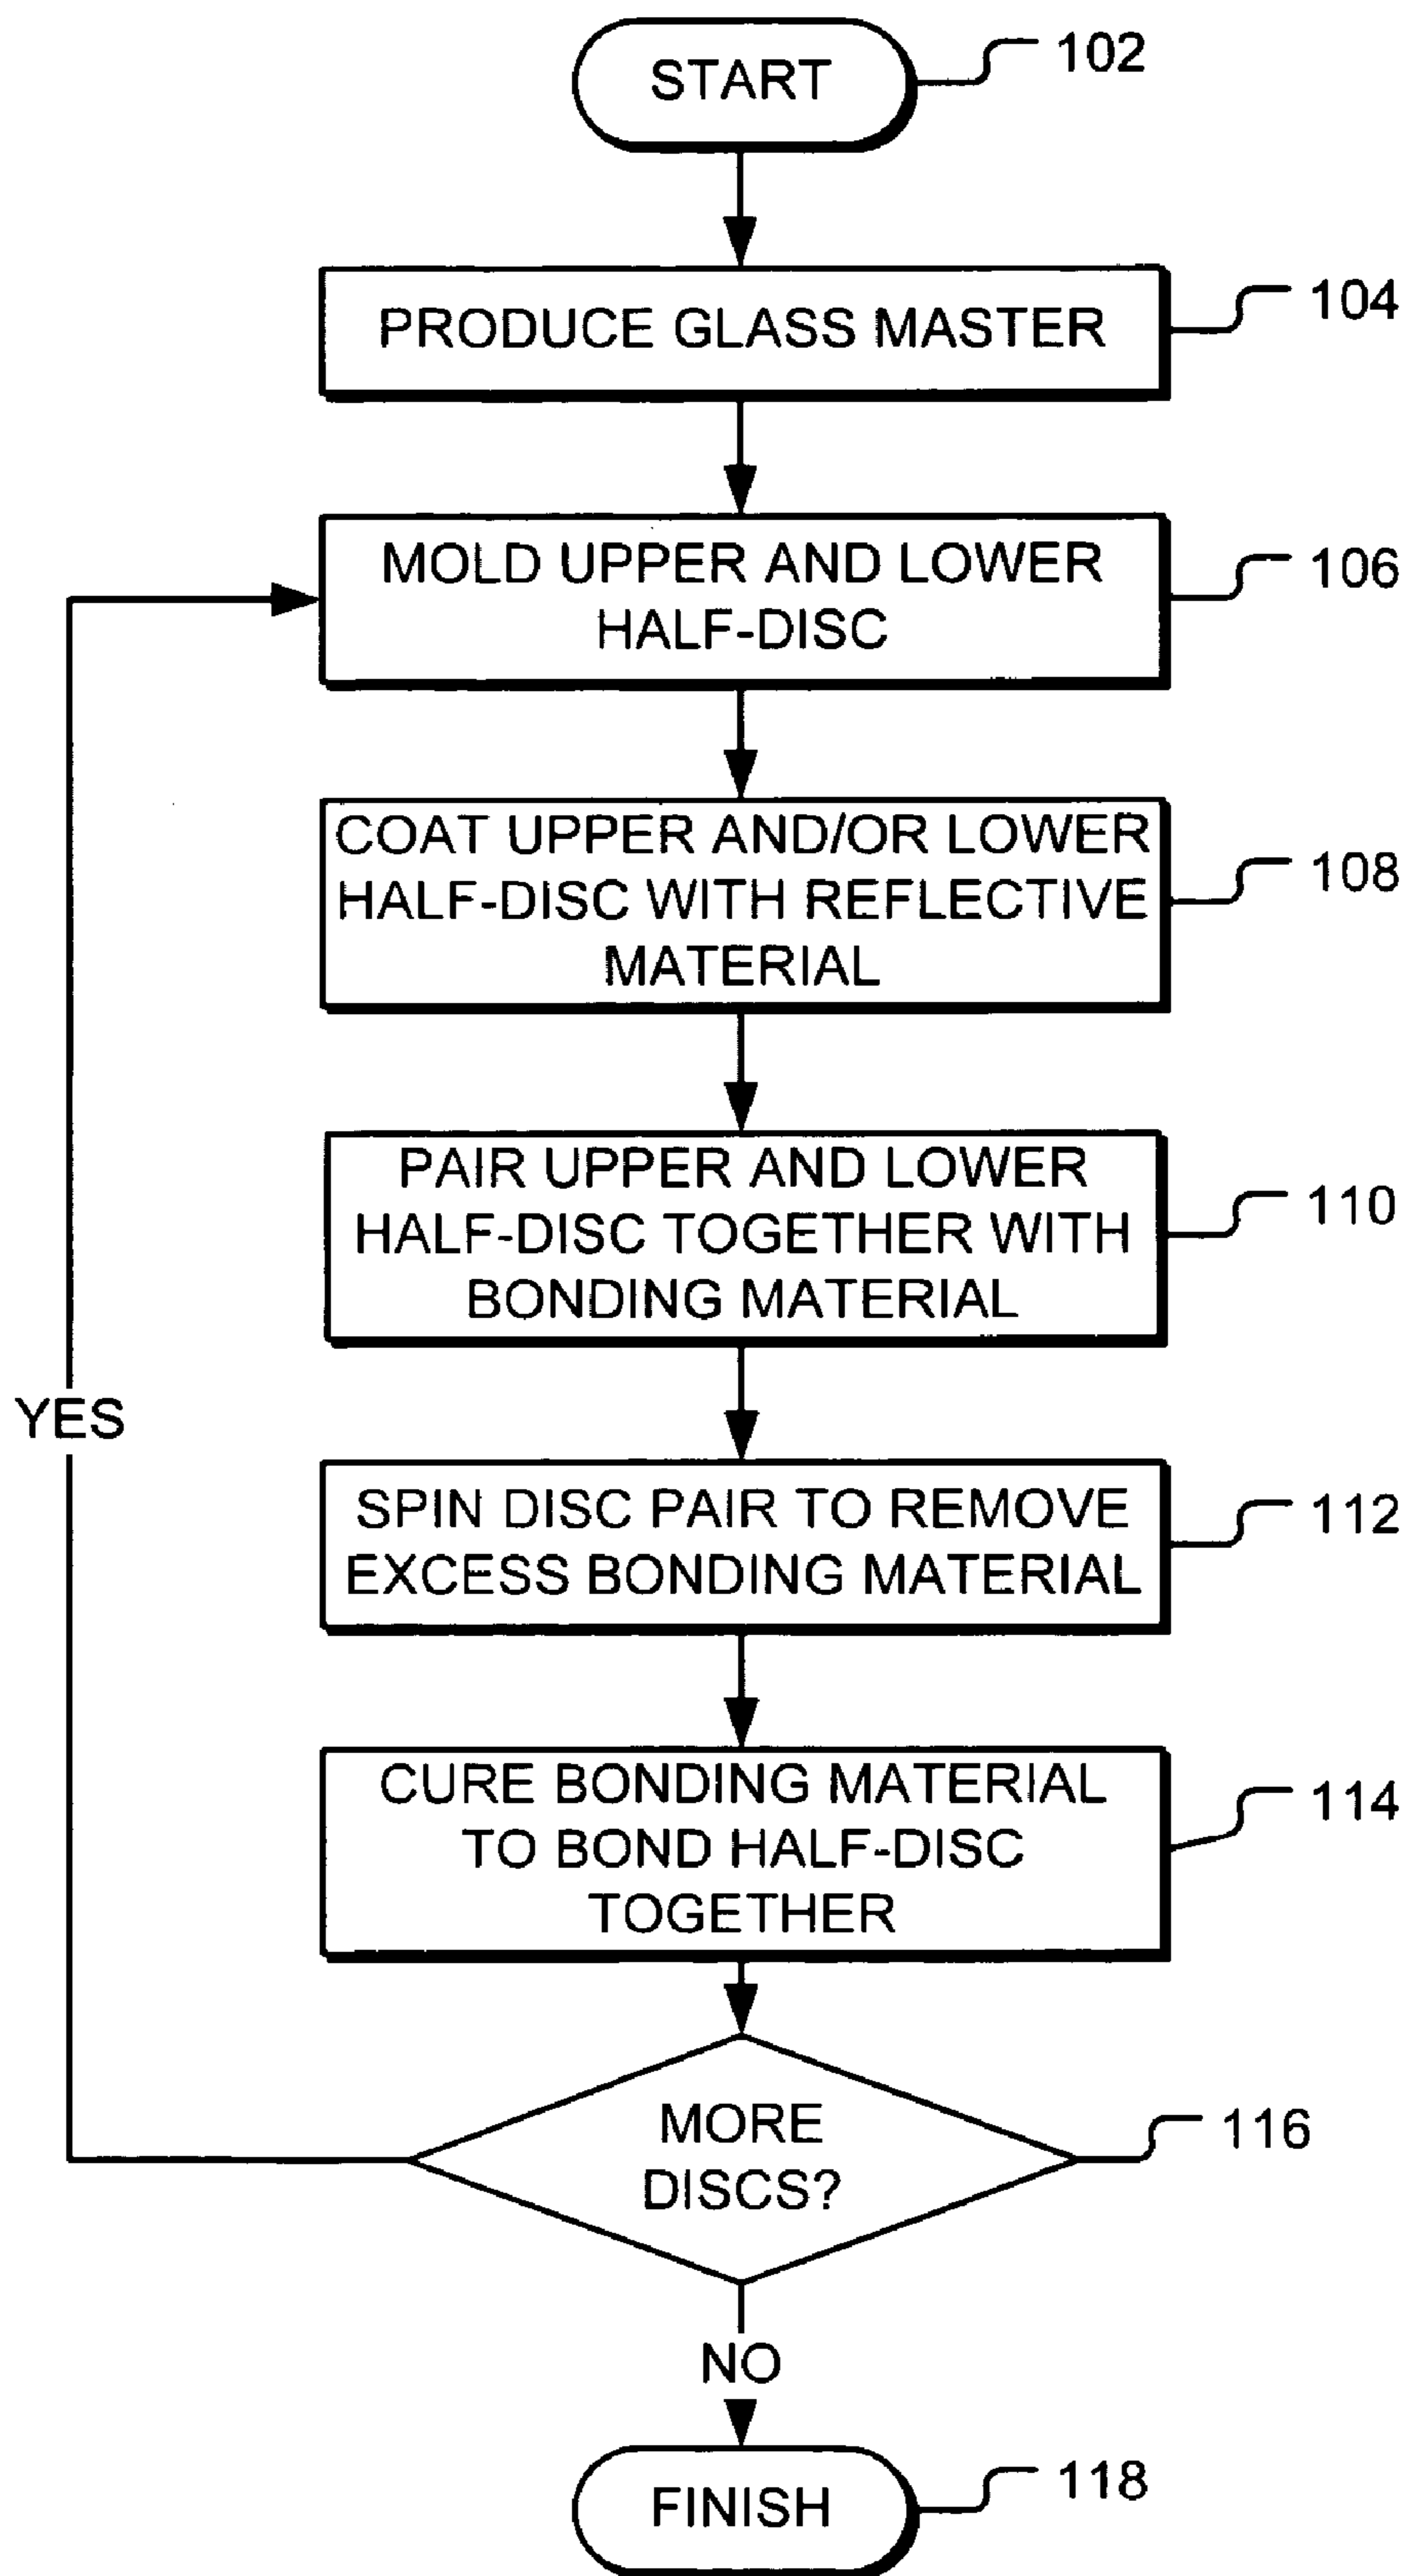 START
102
PRODUCE GLASS MASTER
104
MOLD UPPER AND LOWER
HALF-DISC
106
COAT UPPER AND/OR LOWER
HALF-DISC WITH REFLECTIVE
MATERIAL
108
PAIR UPPER AND LOWER
HALF-DISC TOGETHER WITH
BONDING MATERIAL
110
YES
SPIN DISC PAIR TO REMOVE
EXCESS BONDING MATERIAL
112
CURE BONDING MATERIAL
TO BOND HALF-DISC
TOGETHER
114
MORE
DISCS?
116
NO
FINISH
118